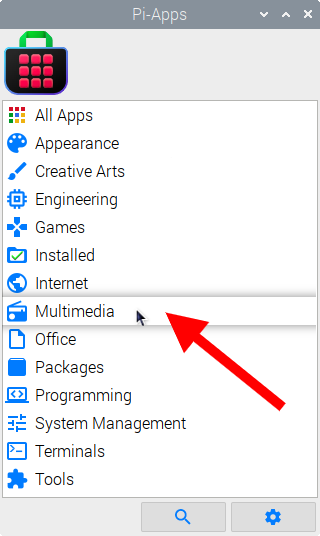 Pi-Apps
All Apps
Appearance
Creative Arts
Engineering
Games
Installed
Internet
Multimedia
Office
Packages
Programming
System Management
Terminals
Tools